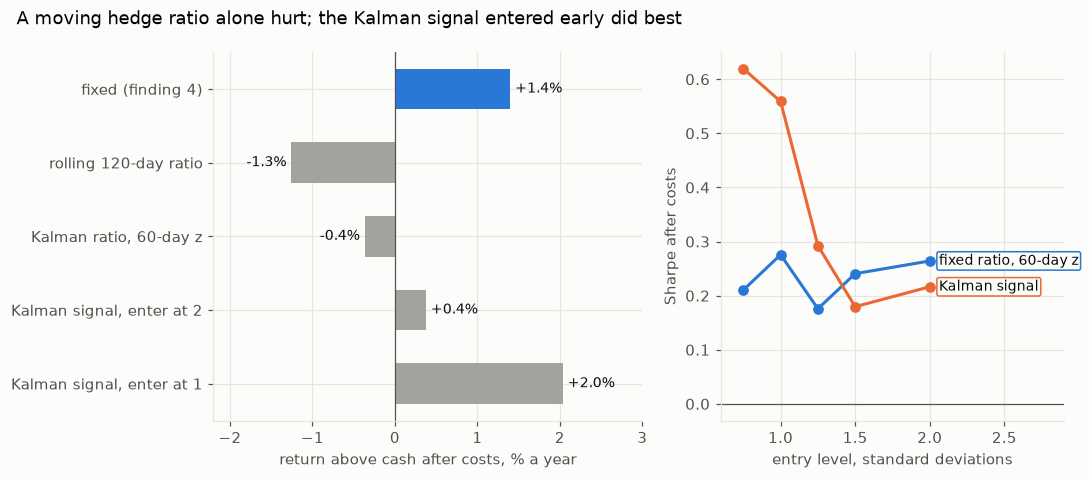 A moving hedge ratio alone hurt; the Kalman signal entered early did best
fixed (finding 4)
+1.4%
rolling 120-day ratio
-1.3%
Kalman ratio, 60-day z
-0.4%
Kalman signal, enter at 2
+0.4%
Kalman signal, enter at 1
+2.0%
−2 −1 0 1 2 3
return above cash after costs, % a year
Sharpe after costs
0.6
0.5
0.4
0.3
0.2
0.1
0.0
fixed ratio, 60-day z
Kalman signal
1.0 1.5 2.0 2.5
entry level, standard deviations